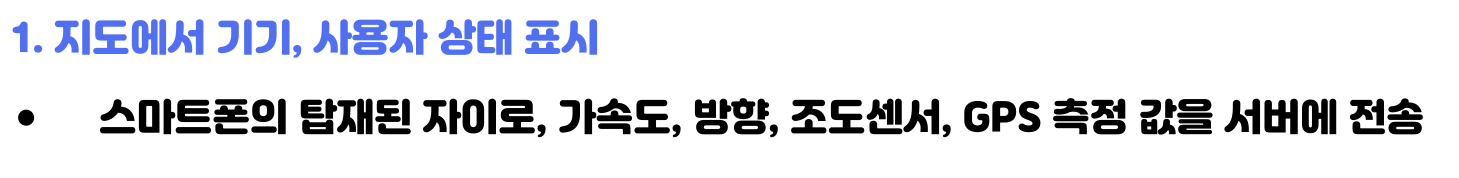 1. 지도에서 기기, 사용자 상태 표시
• 스마트폰의 탑재된 자이로, 가속도, 방향, 조도센서, GPS 측정 값을 서버에 전송